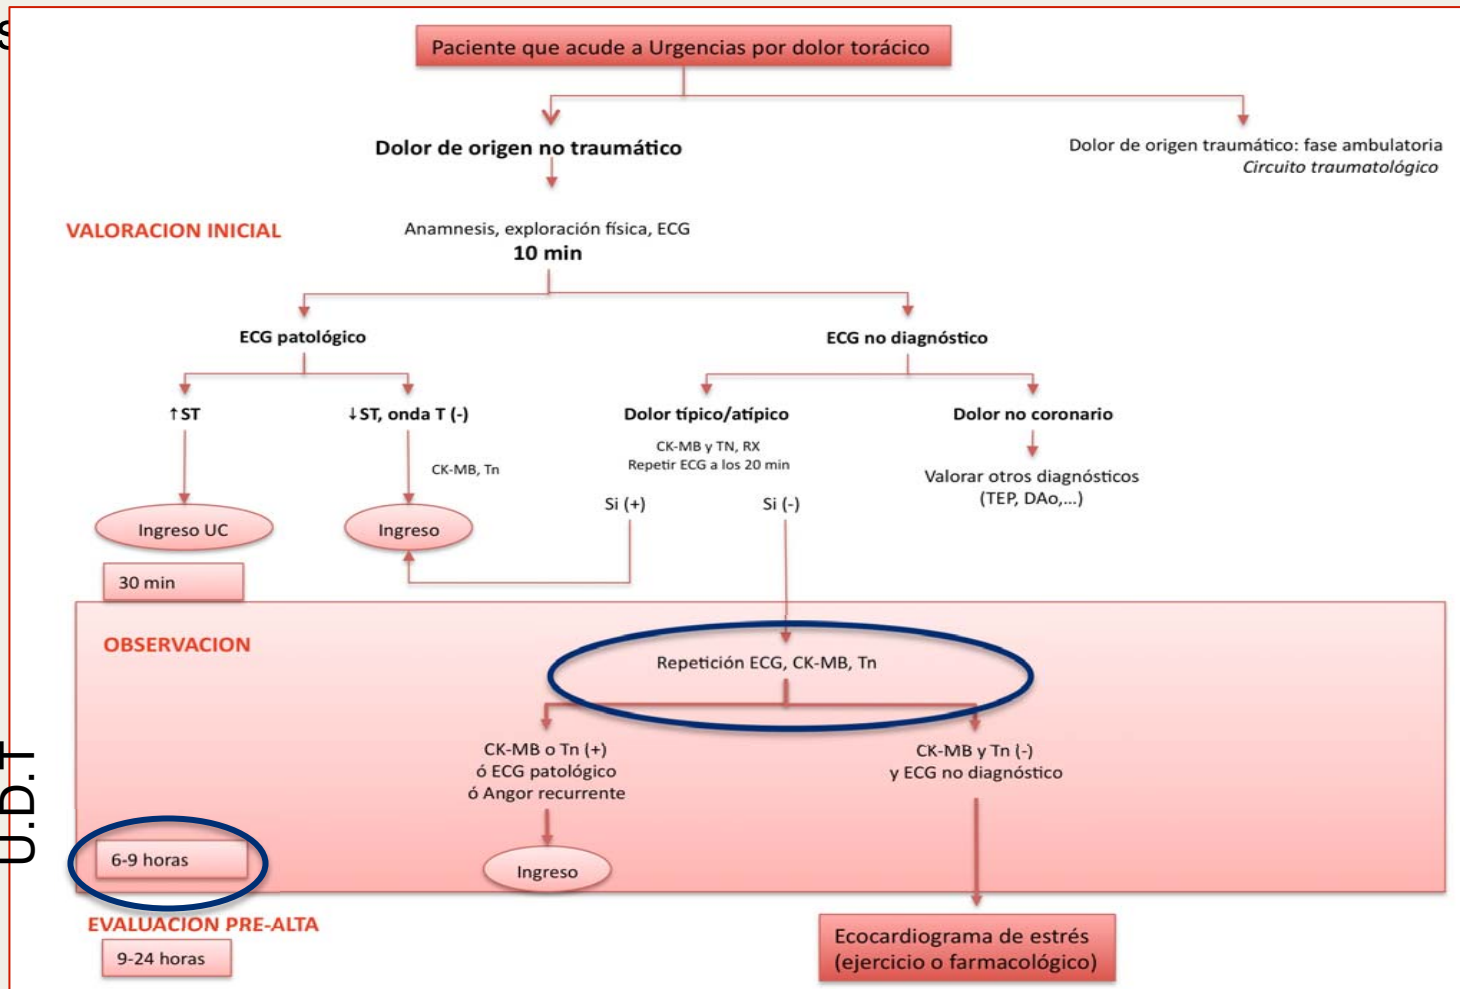 Paciente que acude a Urgencias por dolor torácico
Dolor de origen no traumático
Dolor de origen traumático: fase ambulatoria
Circuito traumatológico
VALORACION INICIAL
Anamnesis, exploración física, ECG
10 min
ECG patológico
ECG no diagnóstico
↑ST
↓ST, onda T (-)
Dolor típico/atípico
Dolor no coronario
CK-MB, Tn
CK-MB y TN, RX
Repetir ECG a los 20 min
Valorar otros diagnósticos
(TEP, DAo,...)
Si (+)
Si (-)
Ingreso UC
Ingreso
30 min
OBSERVACION
Repetición ECG, CK-MB, Tn
CK-MB o Tn (+)
ó ECG patológico
ó Angor recurrente
CK-MB y Tn (-)
y ECG no diagnóstico
U.D.T
6-9 horas
Ingreso
EVALUACION PRE-ALTA
9-24 horas
Ecocardiograma de estrés
(ejercicio o farmacológico)